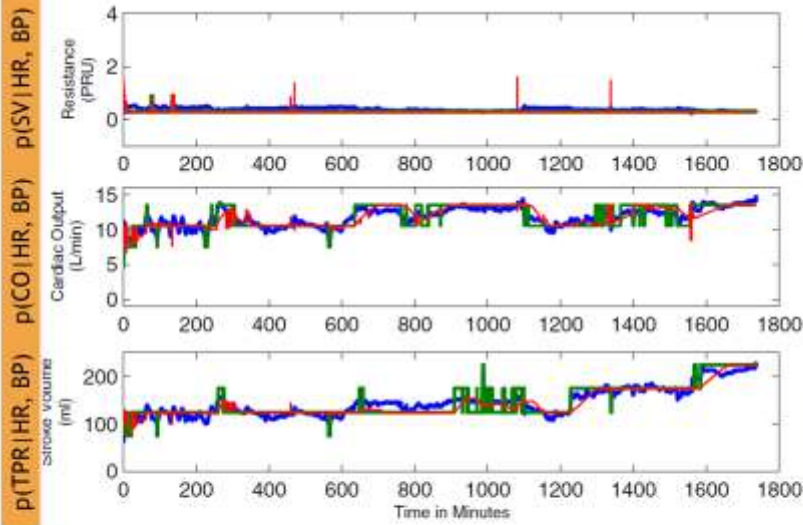 p(SV|HR, BP)
Resistance
(PRU)
4
2
0
0 200 400 600 800 1000 1200 1400 1600 1800
p(CO|HR, BP)
Cardiac Output
(L/min)
15
10
5
0
0 200 400 600 800 1000 1200 1400 1600 1800
p(TPR|HR, BP)
Stroke Volume
(ml)
200
100
0
0 200 400 600 800 1000 1200 1400 1600 1800
Time in Minutes